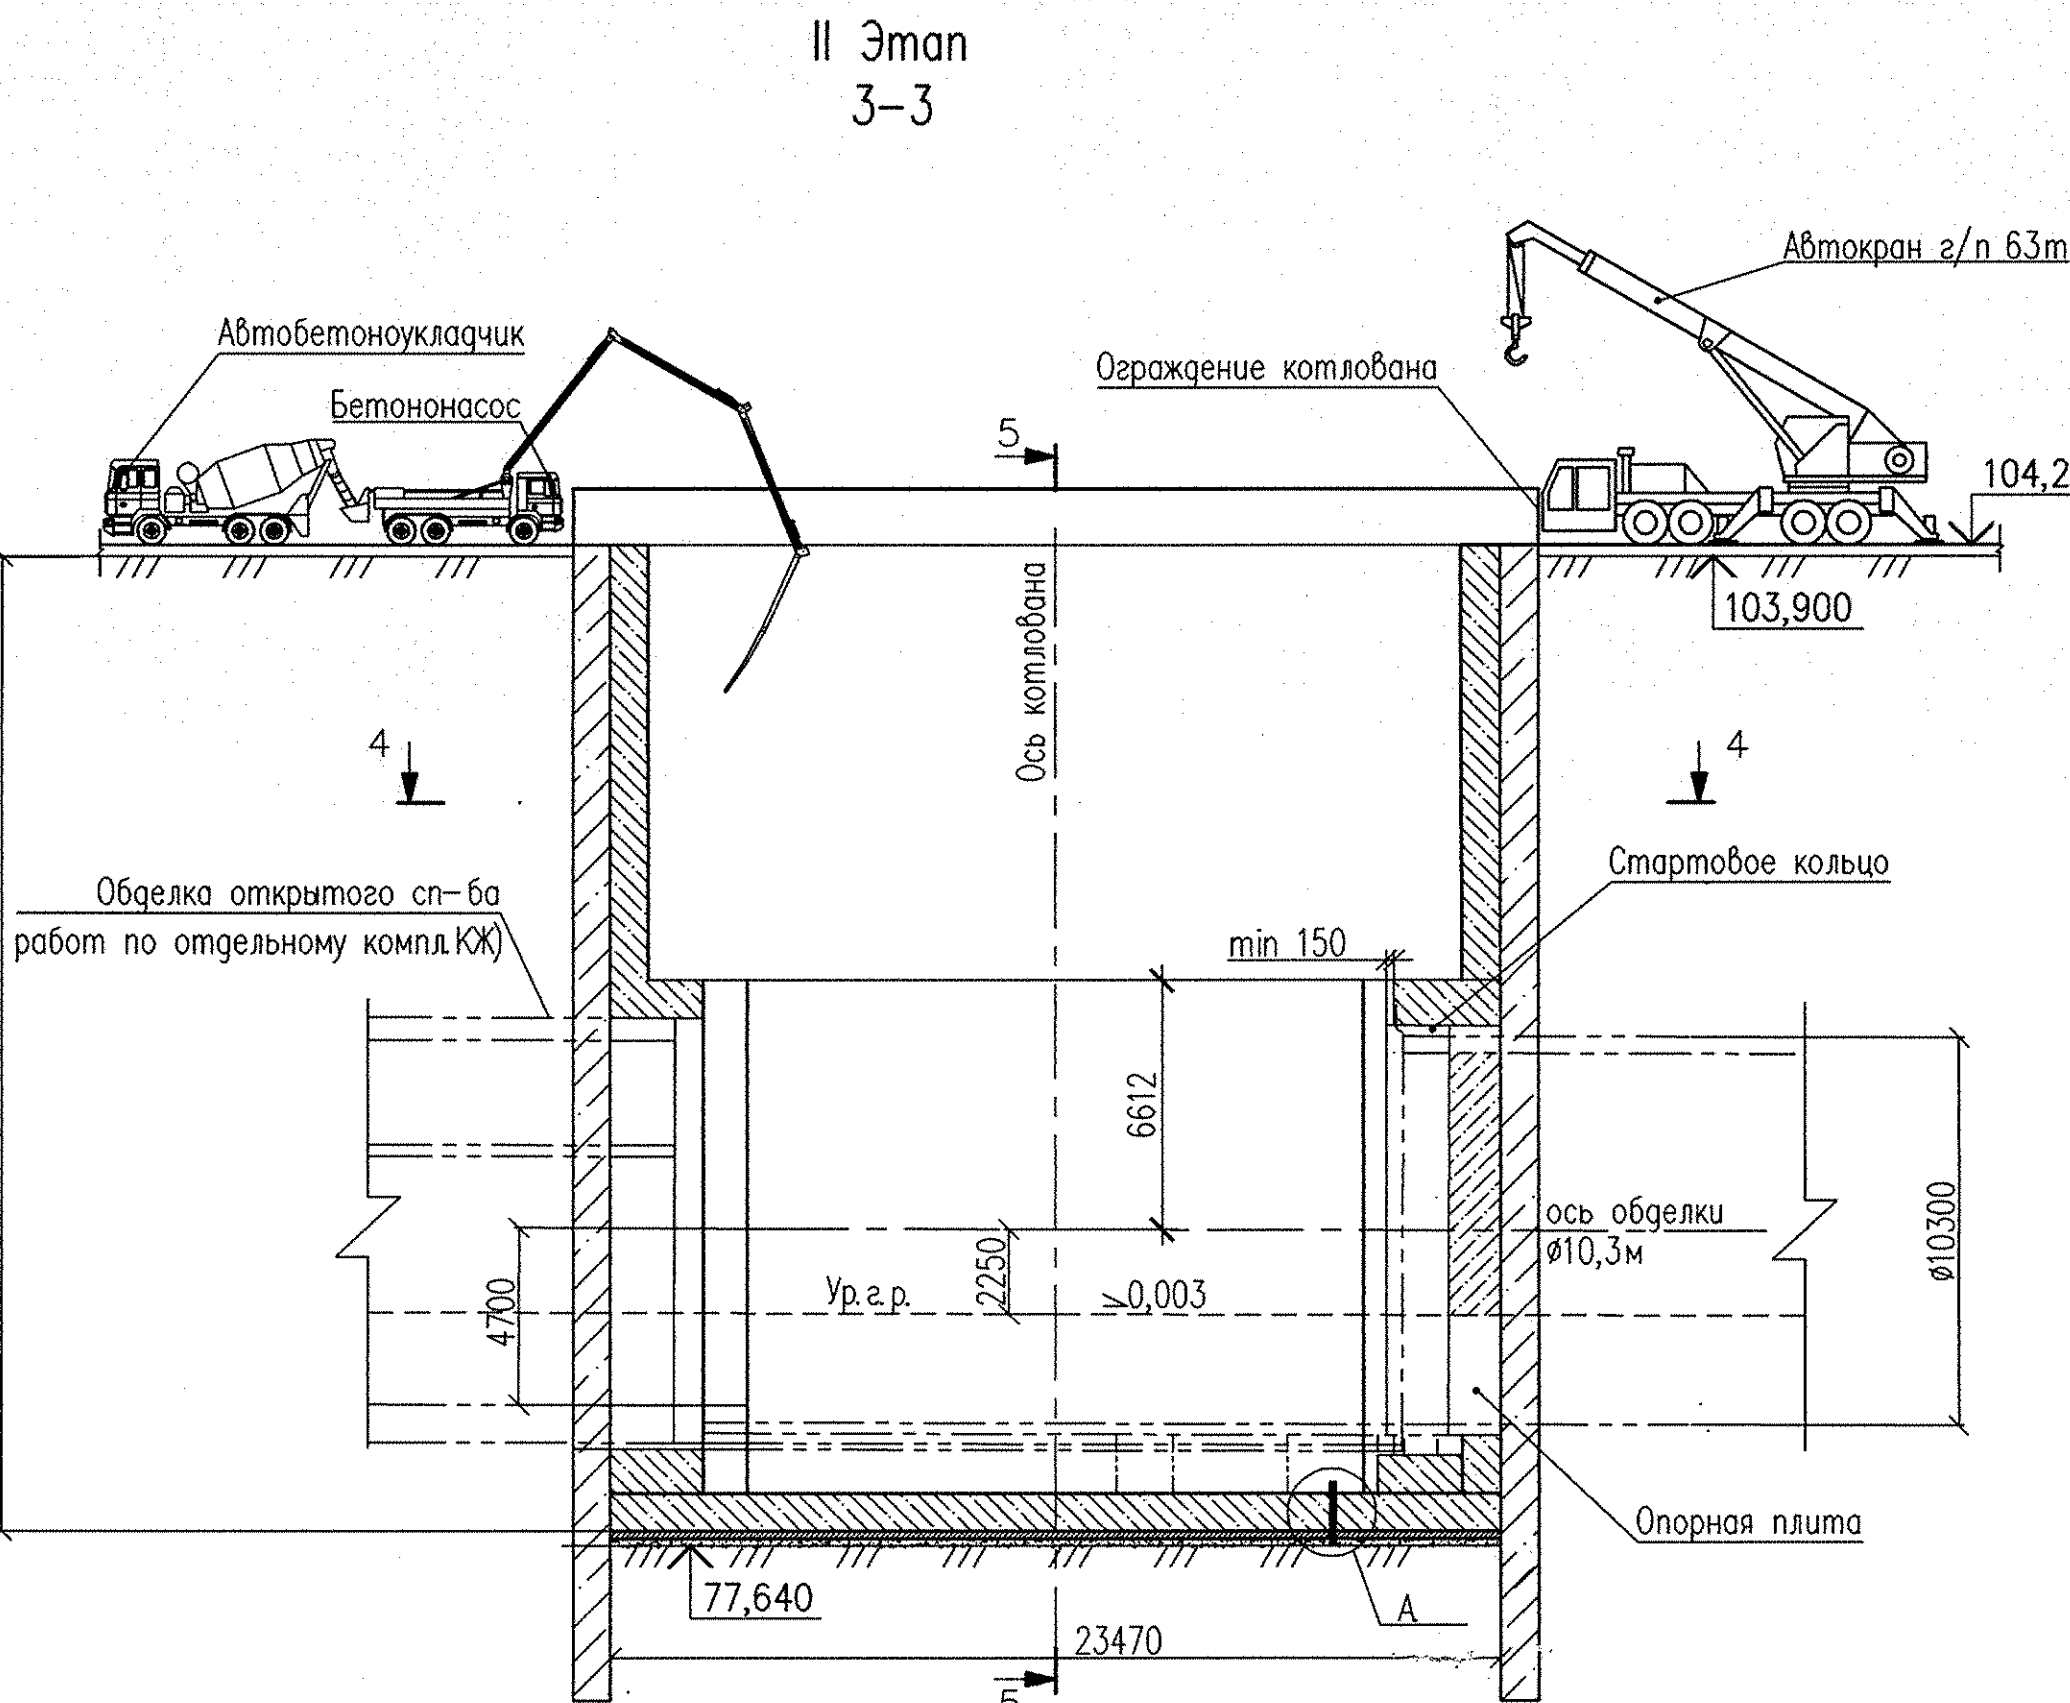 II Этап
3-3
Автокран г/п 63т
Автобетоноукладчик
Ограждение котлована
Бетононасос
5
104,2
103,900
Ось котлована
4
4
Стартовое кольцо
Обделка открытого сп-ба
работ по отдельному компл.КЖ)
min 150
6612
ось обделки
ø10,3м
ø10300
2250
4700
Ур.г.р.
0,003
Опорная плита
77,640
А
23470
5